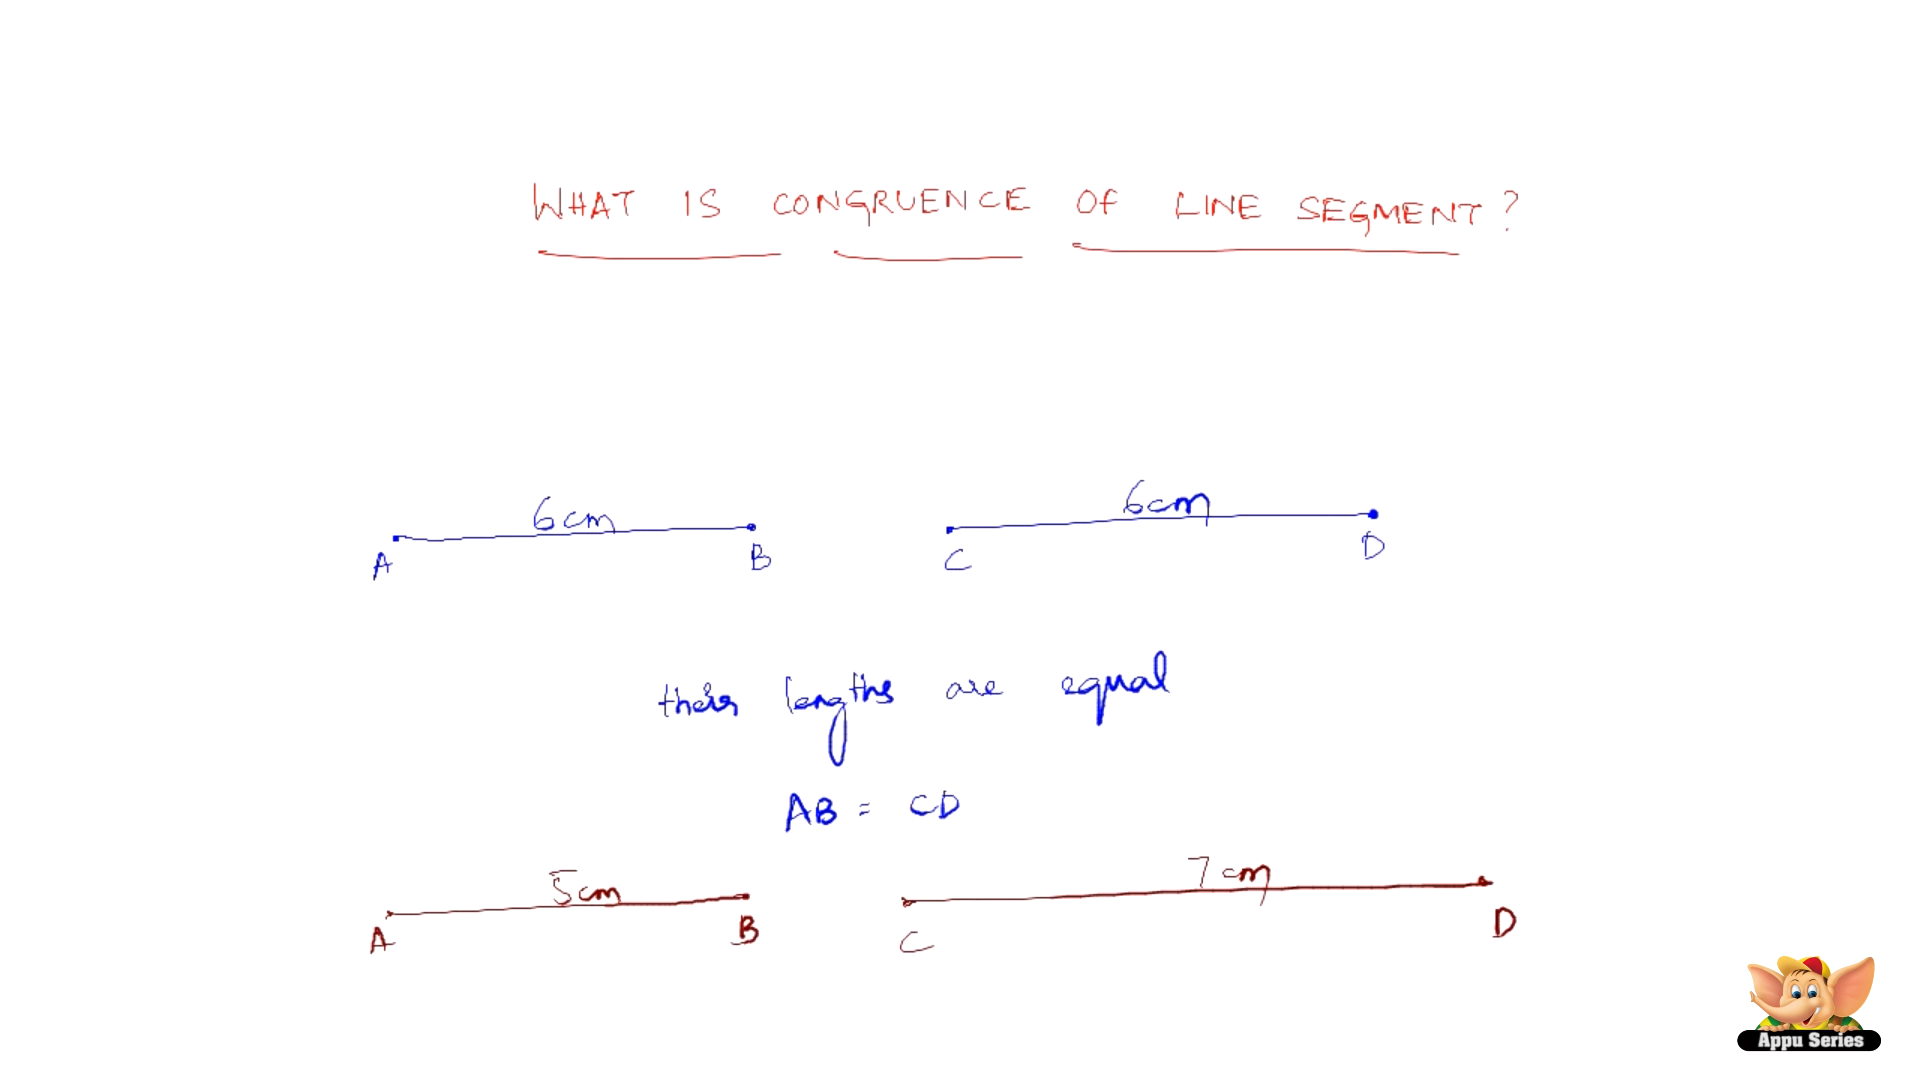 WHAT IS CONGRUENCE Of LINE SEGMENT?
6cm 6cm
A B C D
their lengths are equal
AB = CD
5cm 7cm
A B C D
Appu Series